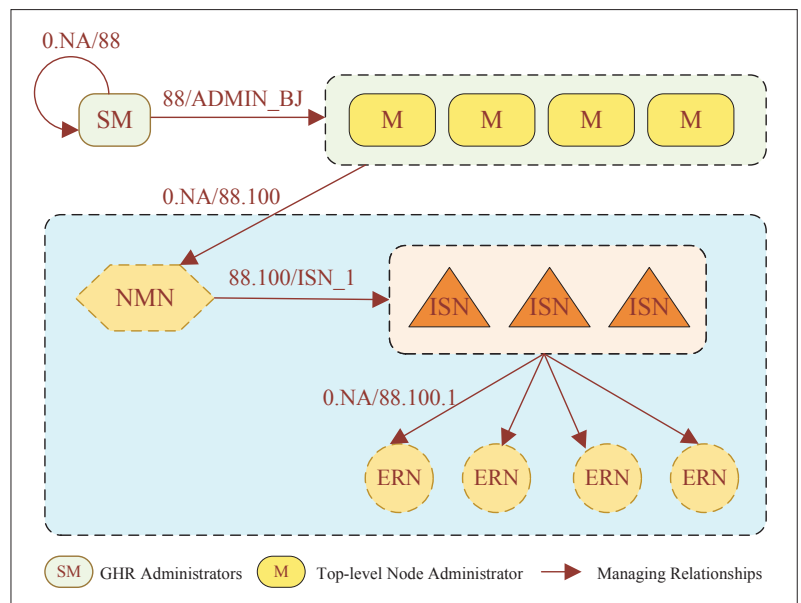 0.NA/88
88/ADMIN_BJ
SM
M M M M
0.NA/88.100
NMN
88.100/ISN_1
ISN ISN ISN
0.NA/88.100.1
ERN ERN ERN ERN
SM GHR Administrators M Top-level Node Administrator Managing Relationships